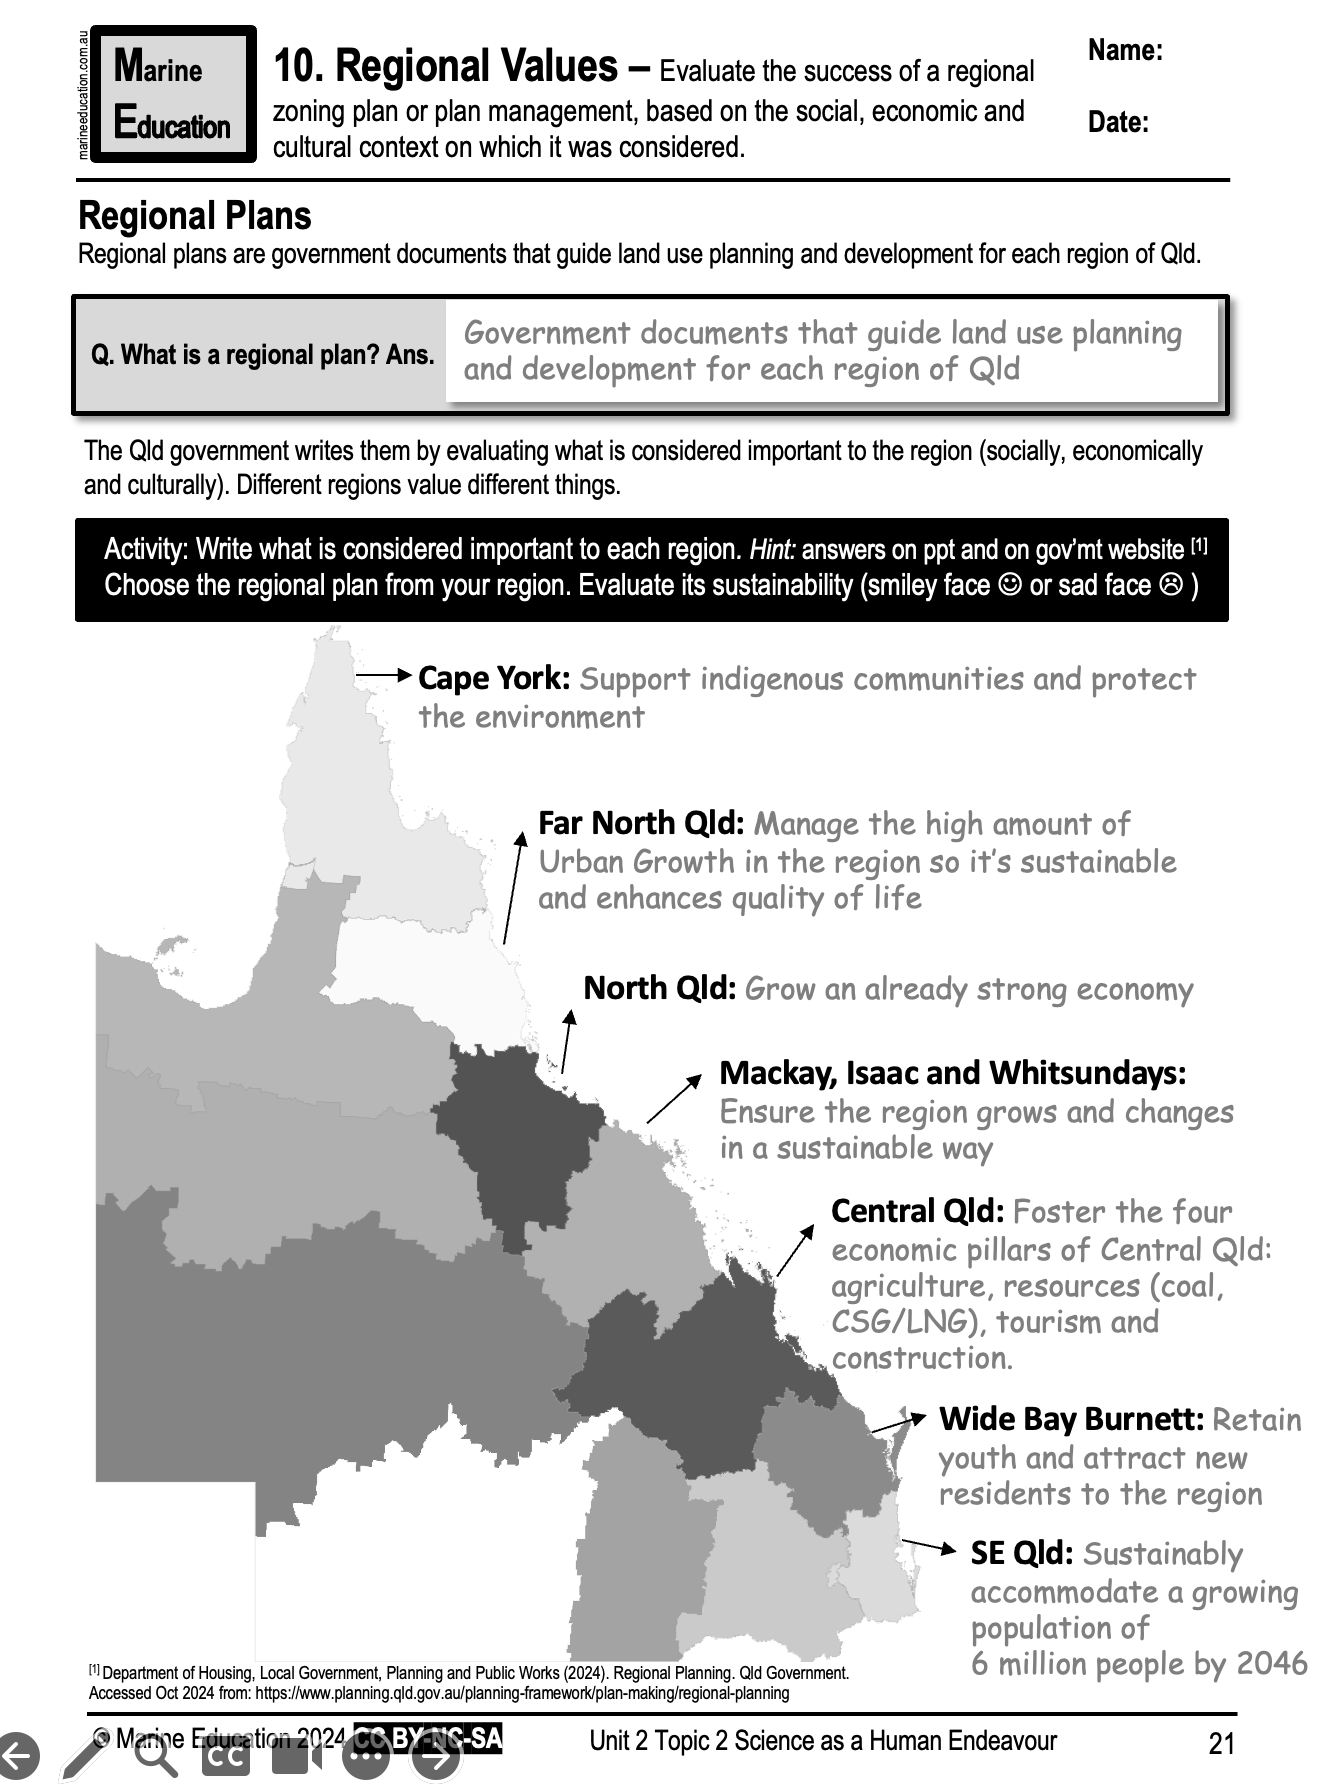 marineeducation.com.au
Marine
Education
10. Regional Values – Evaluate the success of a regional
zoning plan or plan management, based on the social, economic and
cultural context on which it was considered.
Name:
Date:
Regional Plans
Regional plans are government documents that guide land use planning and development for each region of Qld.
Q. What is a regional plan? Ans.
Government documents that guide land use planning
and development for each region of Qld
The Qld government writes them by evaluating what is considered important to the region (socially, economically
and culturally). Different regions value different things.
Activity: Write what is considered important to each region. Hint: answers on ppt and on gov'mt website [1]
Choose the regional plan from your region. Evaluate its sustainability (smiley face ☺ or sad face ☹ )
Cape York: Support indigenous communities and protect
the environment
Far North Qld: Manage the high amount of
Urban Growth in the region so it's sustainable
and enhances quality of life
North Qld: Grow an already strong economy
Mackay, Isaac and Whitsundays:
Ensure the region grows and changes
in a sustainable way
Central Qld: Foster the four
economic pillars of Central Qld:
agriculture, resources (coal,
CSG/LNG), tourism and
construction.
Wide Bay Burnett: Retain
youth and attract new
residents to the region
SE Qld: Sustainably
accommodate a growing
population of
6 million people by 2046
[1] Department of Housing, Local Government, Planning and Public Works (2024). Regional Planning. Qld Government.
Accessed Oct 2024 from: https://www.planning.qld.gov.au/planning-framework/plan-making/regional-planning
© Marine Education 2024 CC BY-NC-SA
Unit 2 Topic 2 Science as a Human Endeavour
21
CC